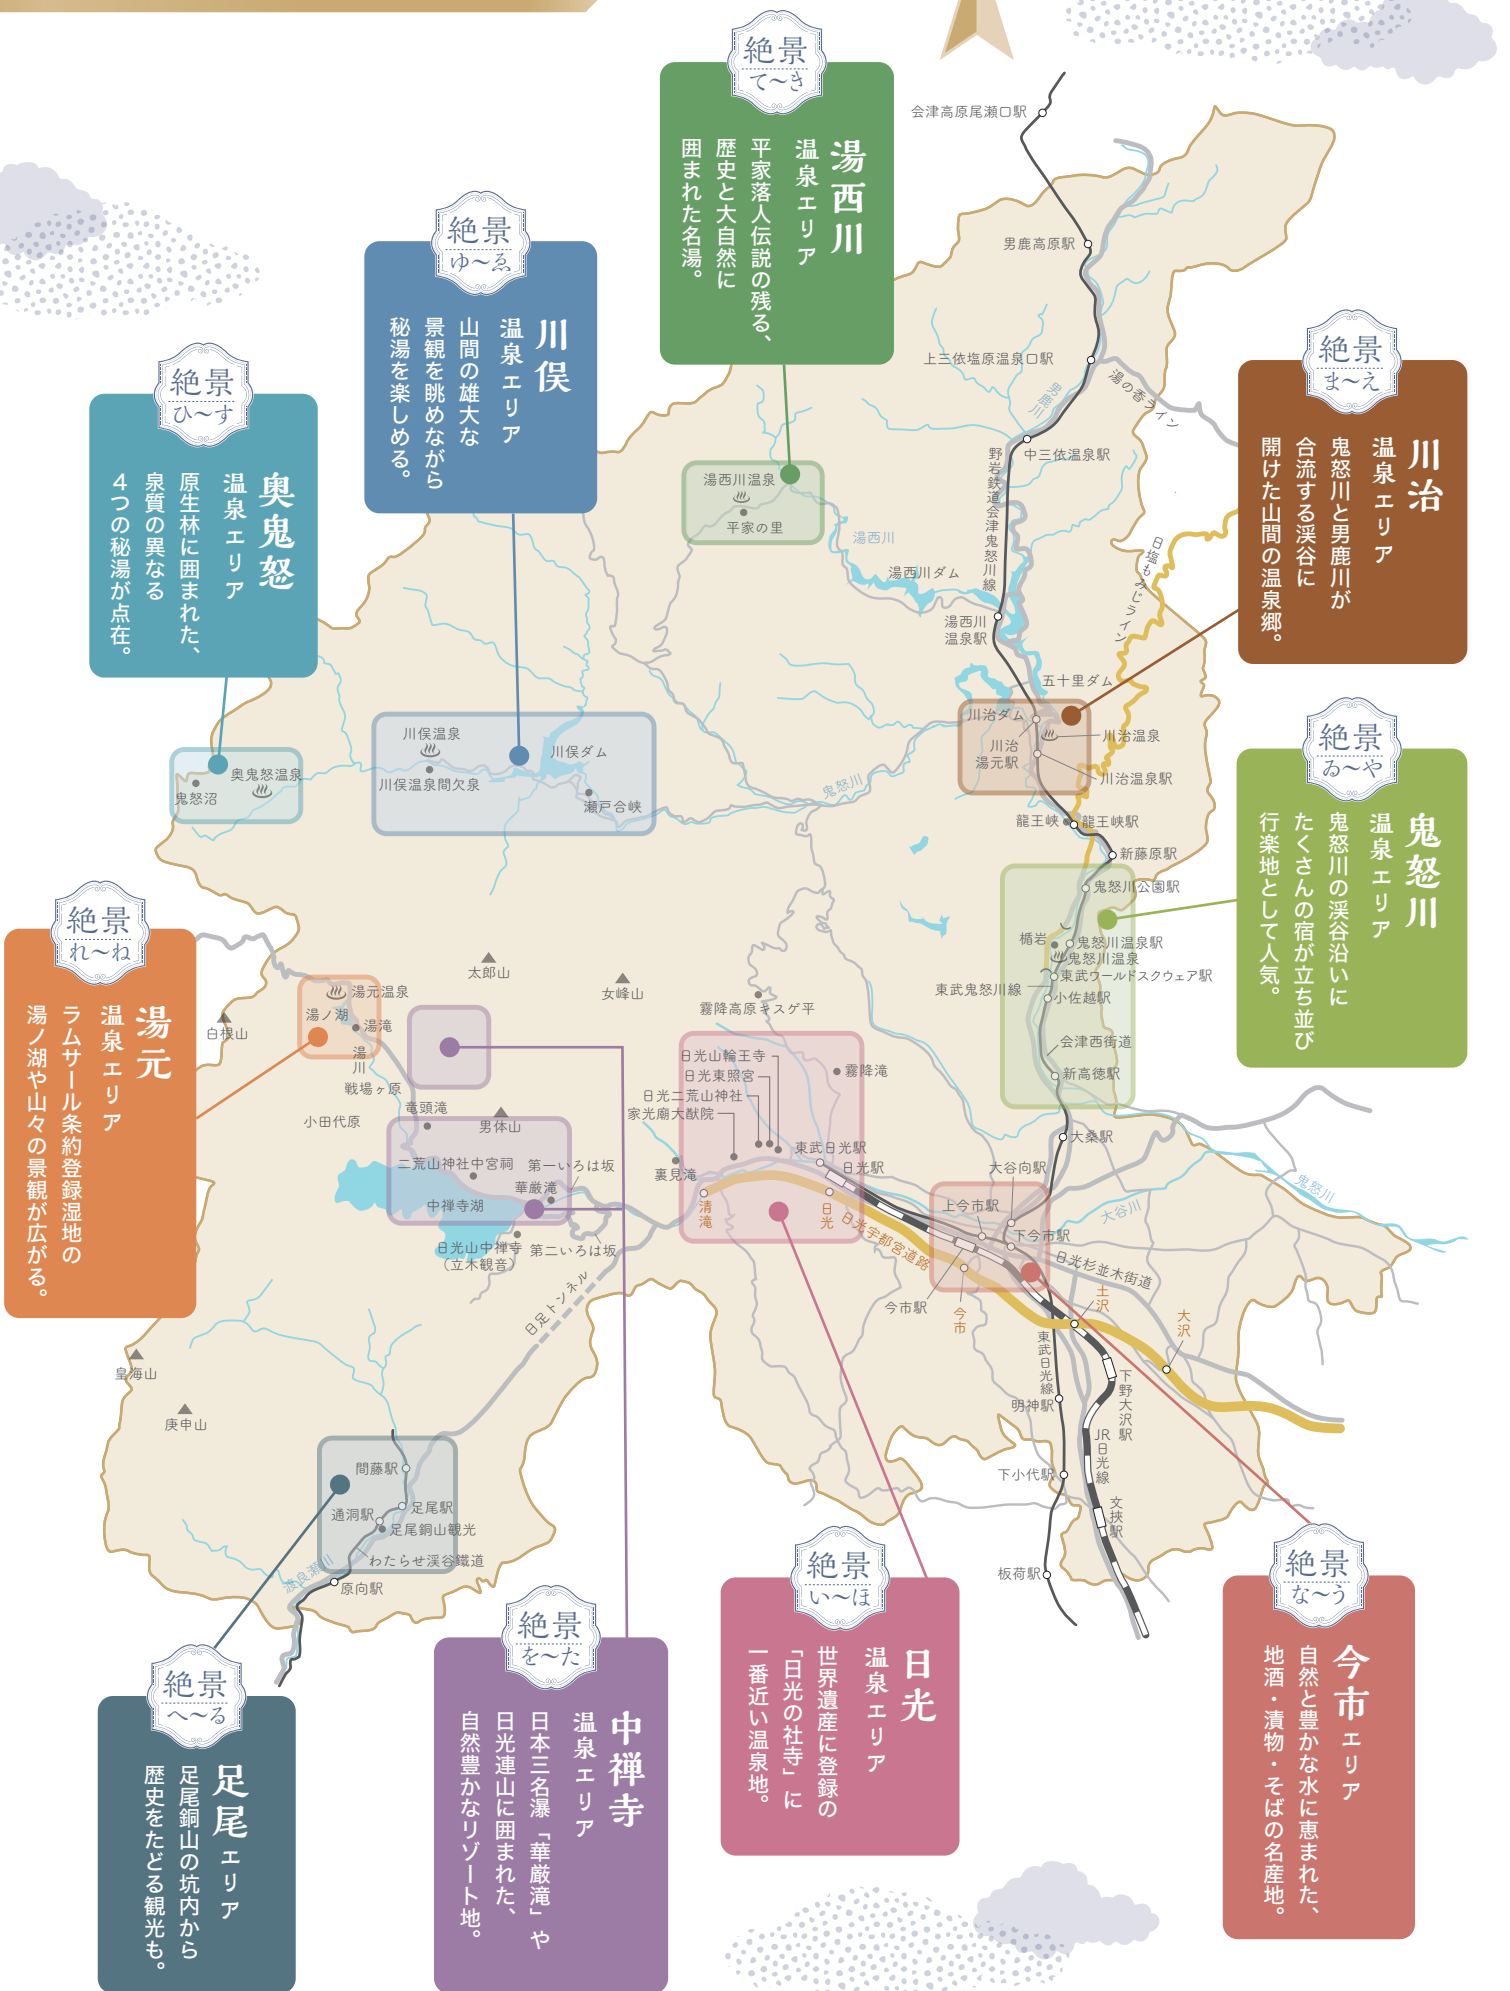 絶景
て〜き
湯西川
温泉エリア
平家落人伝説の残る、
歴史と大自然に
囲まれた名湯。
絶景
ゆ〜ゑ
川俣
温泉エリア
山間の雄大な
景観を眺めながら
秘湯を楽しめる。
絶景
ひ〜す
奥鬼怒
温泉エリア
原生林に囲まれた、
泉質の異なる
4つの秘湯が点在。
絶景
ま〜え
川治
温泉エリア
鬼怒川と男鹿川が
合流する渓谷に
開けた山間の温泉郷。
絶景
ゐ〜や
鬼怒川
温泉エリア
鬼怒川の渓谷沿いに
たくさんの宿が立ち並び
行楽地として人気。
絶景
れ〜ね
湯元
温泉エリア
ラムサール条約登録湿地の
湯ノ湖や山々の景観が広がる。
絶景
へ〜る
足尾エリア
足尾銅山の坑内から
歴史をたどる観光も。
絶景
を〜た
中禅寺
温泉エリア
日本三名瀑「華厳滝」や
日光連山に囲まれた、
自然豊かなリゾート地。
絶景
い〜ほ
日光
温泉エリア
世界遺産に登録の
「日光の社寺」に
一番近い温泉地。
絶景
な〜う
今市エリア
自然と豊かな水に恵まれた、
地酒・漬物・そばの名産地。
会津高原尾瀬口駅
男鹿高原駅
上三依塩原温泉口駅
男鹿川
湯の香ライン
中三依温泉駅
野岩鉄道会津鬼怒川線
湯西川温泉
平家の里
湯西川
湯西川ダム
湯西川
温泉駅
日塩もみじライン
五十里ダム
川治ダム
川治
湯元駅
川治温泉
川治温泉駅
龍王峡
龍王峡駅
新藤原駅
鬼怒川公園駅
楯岩
鬼怒川温泉駅
鬼怒川温泉
東武ワールドスクウェア駅
東武鬼怒川線
小佐越駅
会津西街道
新高徳駅
大桑駅
川俣温泉
川俣ダム
川俣温泉間欠泉
瀬戸合峡
鬼怒川
奥鬼怒温泉
鬼怒沼
太郎山
女峰山
白根山
湯元温泉
湯ノ湖
湯滝
湯川
戦場ヶ原
小田代原
竜頭滝
男体山
二荒山神社中宮祠
第一いろは坂
華厳滝
中禅寺湖
日光山中禅寺
(立木観音)
第二いろは坂
日足トンネル
霧降高原キスゲ平
日光山輪王寺
日光東照宮
日光二荒山神社
家光廟大猷院
霧降滝
裏見滝
東武日光駅
日光駅
清滝
日光
日光宇都宮道路
大谷向駅
上今市駅
下今市駅
大谷川
鬼怒川
日光杉並木街道
今市駅
今市
土沢
大沢
東武日光線
下野大沢駅
明神駅
JR日光線
下小代駅
文挾駅
板荷駅
皇海山
庚申山
間藤駅
足尾駅
通洞駅
足尾銅山観光
わたらせ渓谷鐵道
渡良瀬川
原向駅